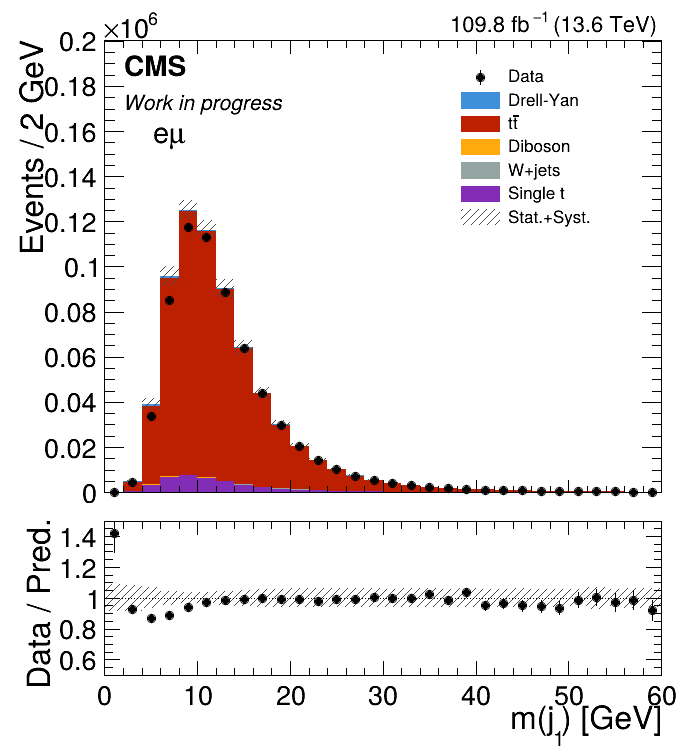 ×10⁶
109.8 fb⁻¹ (13.6 TeV)
CMS
Work in progress
eμ
Data
Drell-Yan
tt̄
Diboson
W+jets
Single t
Stat.+Syst.
Events / 2 GeV
0.2
0.18
0.16
0.14
0.12
0.1
0.08
0.06
0.04
0.02
0
Data / Pred.
1.4
1.2
1
0.8
0.6
0 10 20 30 40 50 60
m(j₁) [GeV]